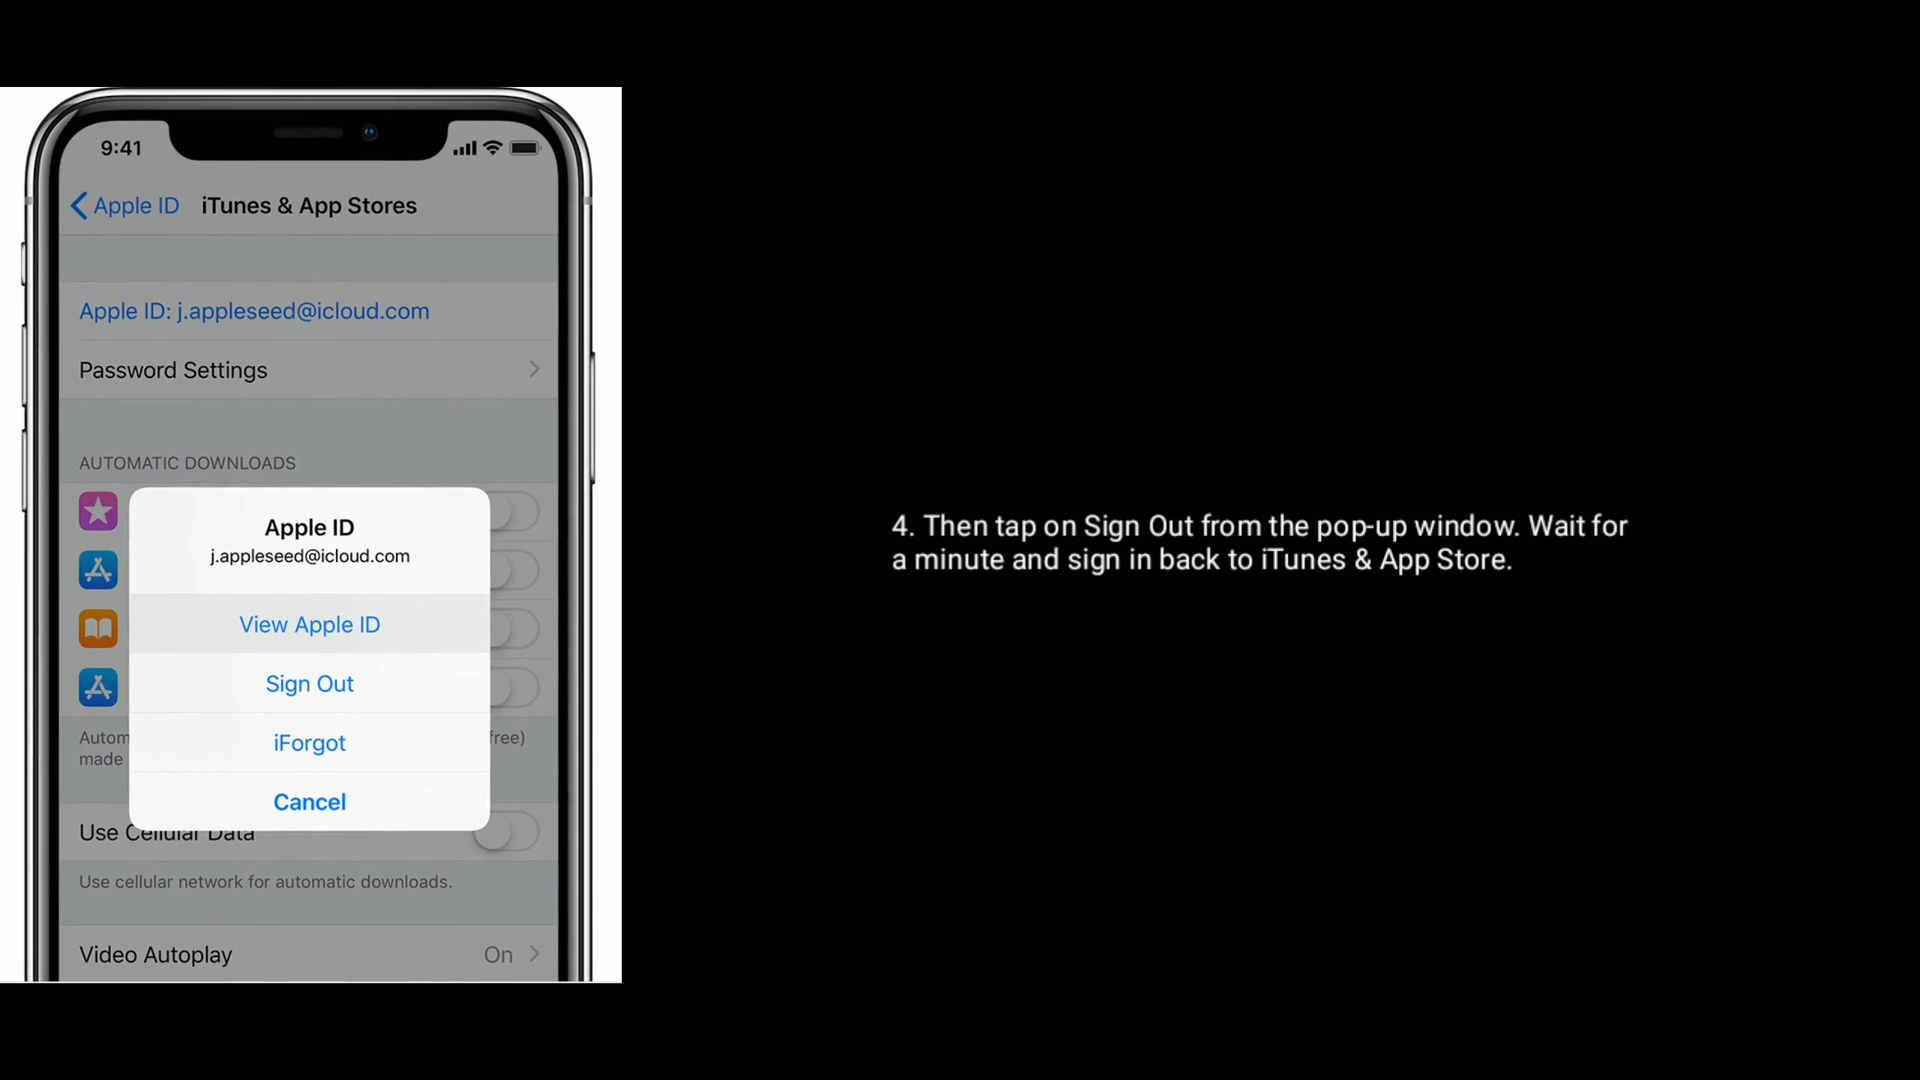 9:41
Apple ID
iTunes & App Stores
Apple ID: j.appleseed@icloud.com
Password Settings
AUTOMATIC DOWNLOADS
Apple ID
j.appleseed@icloud.com
View Apple ID
Sign Out
iForgot
Cancel
Autom
free)
made
Use Cellular Data
Use cellular network for automatic downloads.
Video Autoplay
On
4. Then tap on Sign Out from the pop-up window. Wait for
a minute and sign in back to iTunes & App Store.